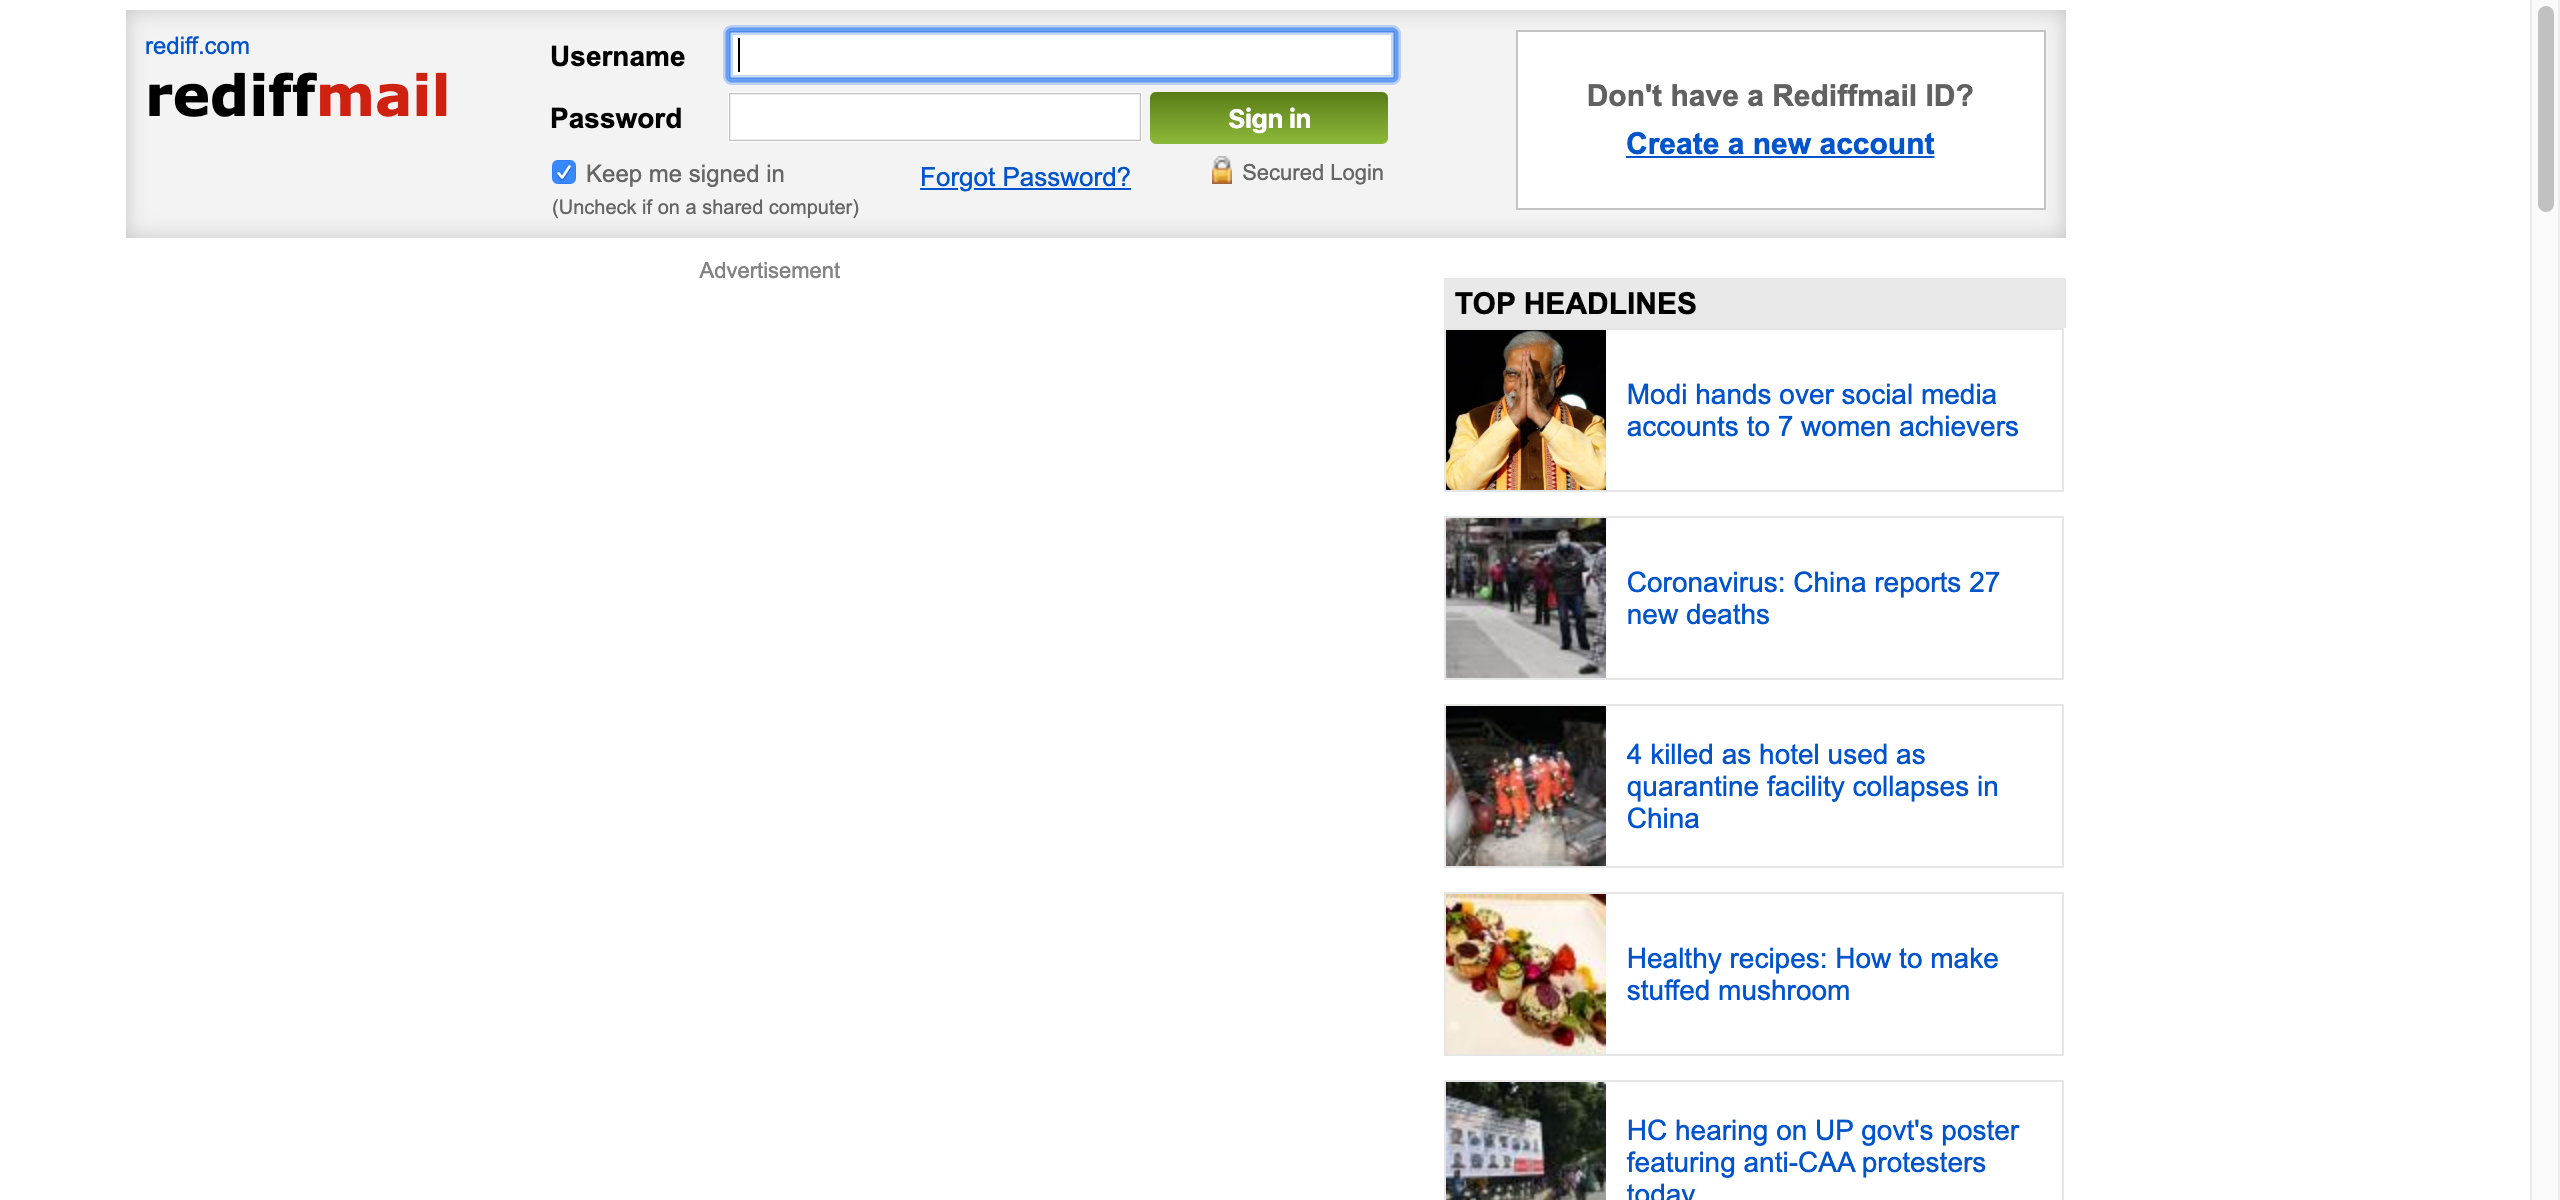 rediff.com
rediffmail
Username
Password
Sign in
Keep me signed in
(Uncheck if on a shared computer)
Forgot Password?
Secured Login
Don't have a Rediffmail ID?
Create a new account
Advertisement
TOP HEADLINES
Modi hands over social media
accounts to 7 women achievers
Coronavirus: China reports 27
new deaths
4 killed as hotel used as
quarantine facility collapses in
China
Healthy recipes: How to make
stuffed mushroom
HC hearing on UP govt's poster
featuring anti-CAA protesters
today